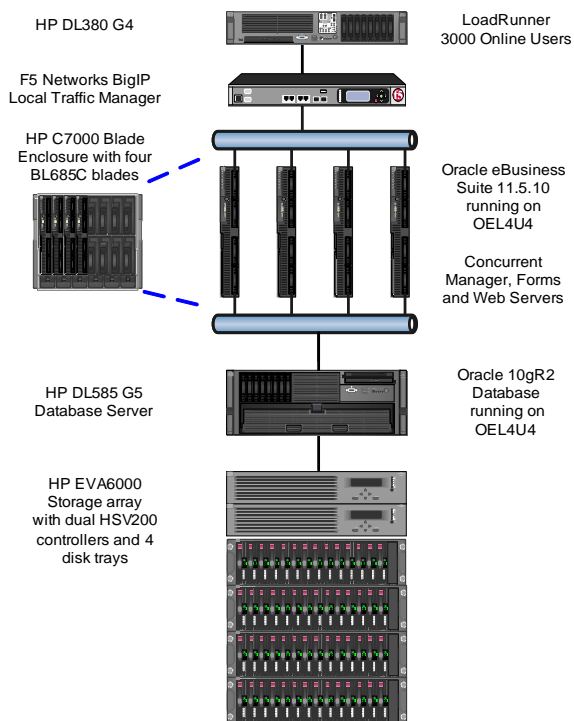 HP DL380 G4
LoadRunner
3000 Online Users
F5 Networks BigIP
Local Traffic Manager
HP C7000 Blade
Enclosure with four
BL685C blades
Oracle eBusiness
Suite 11.5.10
running on
OEL4U4
Concurrent
Manager, Forms
and Web Servers
HP DL585 G5
Database Server
Oracle 10gR2
Database
running on
OEL4U4
HP EVA6000
Storage array
with dual HSV200
controllers and 4
disk trays